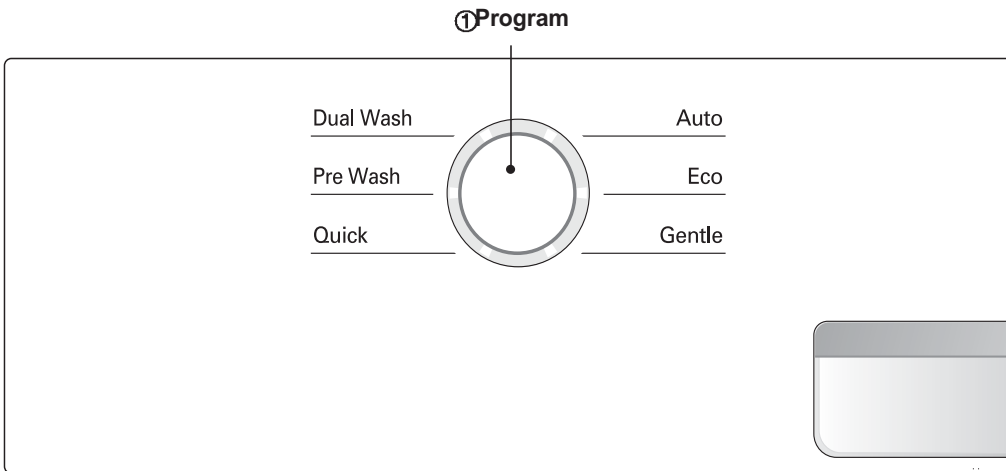 ①Program
Dual Wash
Auto
Pre Wash
Eco
Quick
Gentle